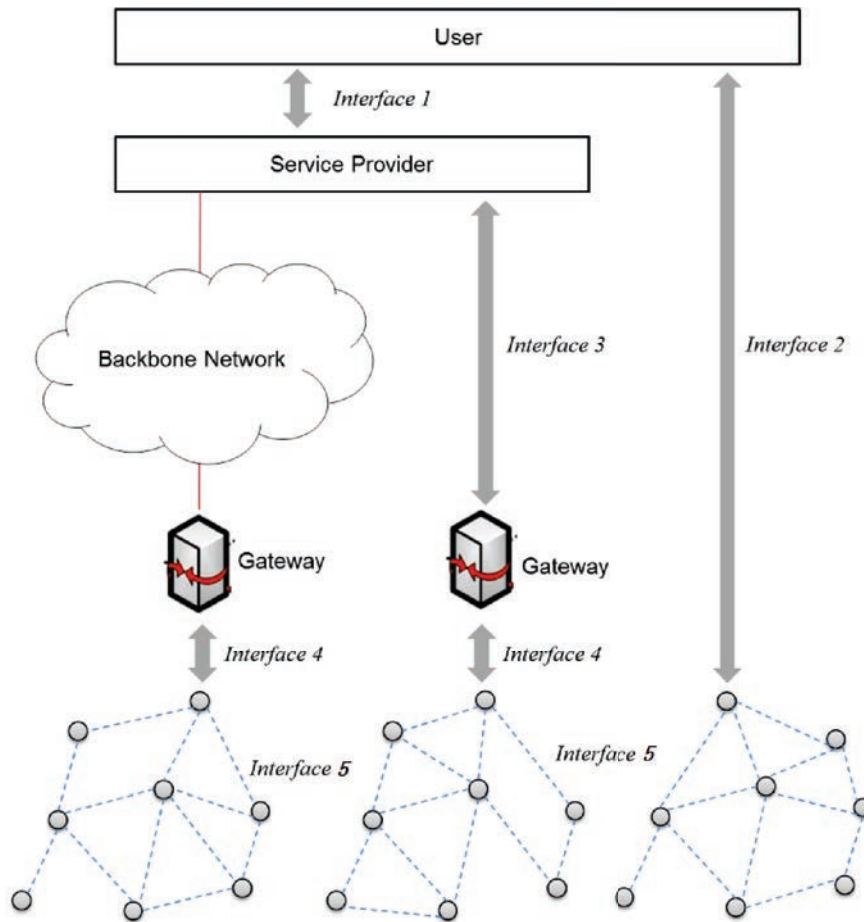 User
Interface 1
Service Provider
Backbone Network
Interface 3
Interface 2
Gateway
Gateway
Interface 4
Interface 4
Interface 5
Interface 5